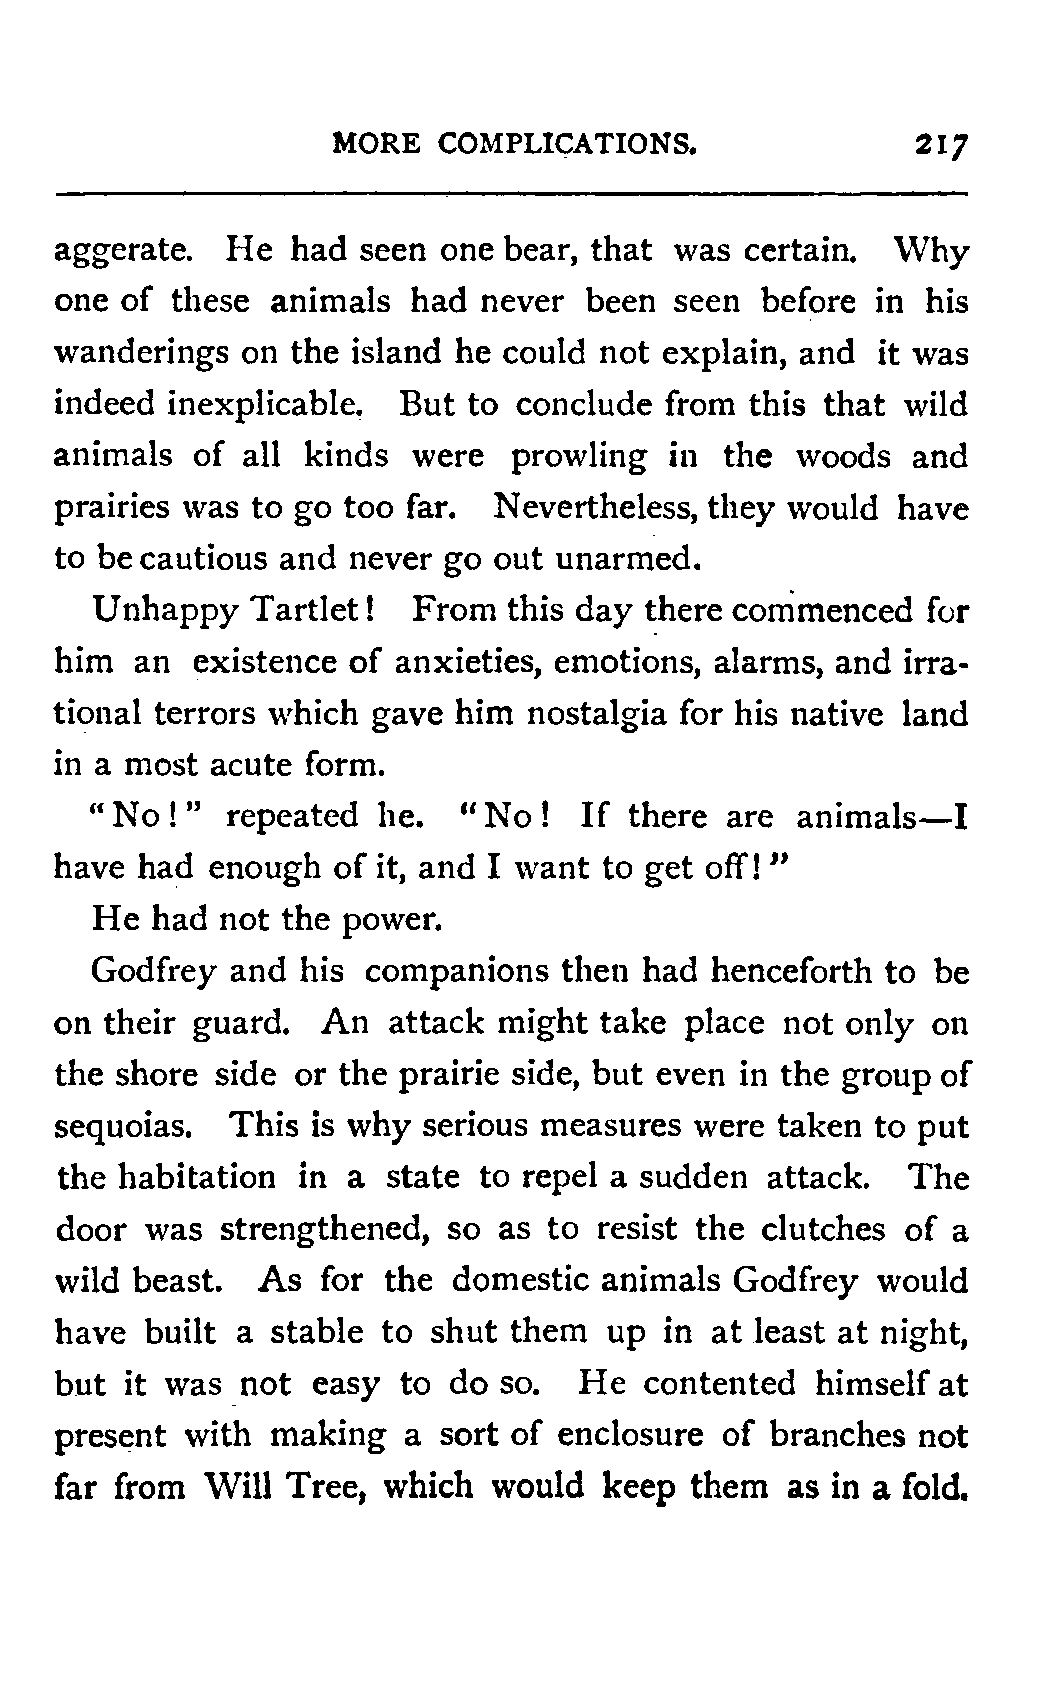 MORE COMPLICATIONS. 217
aggerate. He had seen one bear, that was certain. Why
one of these animals had never been seen before in his
wanderings on the island he could not explain, and it was
indeed inexplicable. But to conclude from this that wild
animals of all kinds were prowling in the woods and
prairies was to go too far. Nevertheless, they would have
to be cautious and never go out unarmed.
Unhappy Tartlet! From this day there commenced for
him an existence of anxieties, emotions, alarms, and irra-
tional terrors which gave him nostalgia for his native land
in a most acute form.
"No!" repeated he. "No! If there are animals—I
have had enough of it, and I want to get off!"
He had not the power.
Godfrey and his companions then had henceforth to be
on their guard. An attack might take place not only on
the shore side or the prairie side, but even in the group of
sequoias. This is why serious measures were taken to put
the habitation in a state to repel a sudden attack. The
door was strengthened, so as to resist the clutches of a
wild beast. As for the domestic animals Godfrey would
have built a stable to shut them up in at least at night,
but it was not easy to do so. He contented himself at
present with making a sort of enclosure of branches not
far from Will Tree, which would keep them as in a fold.